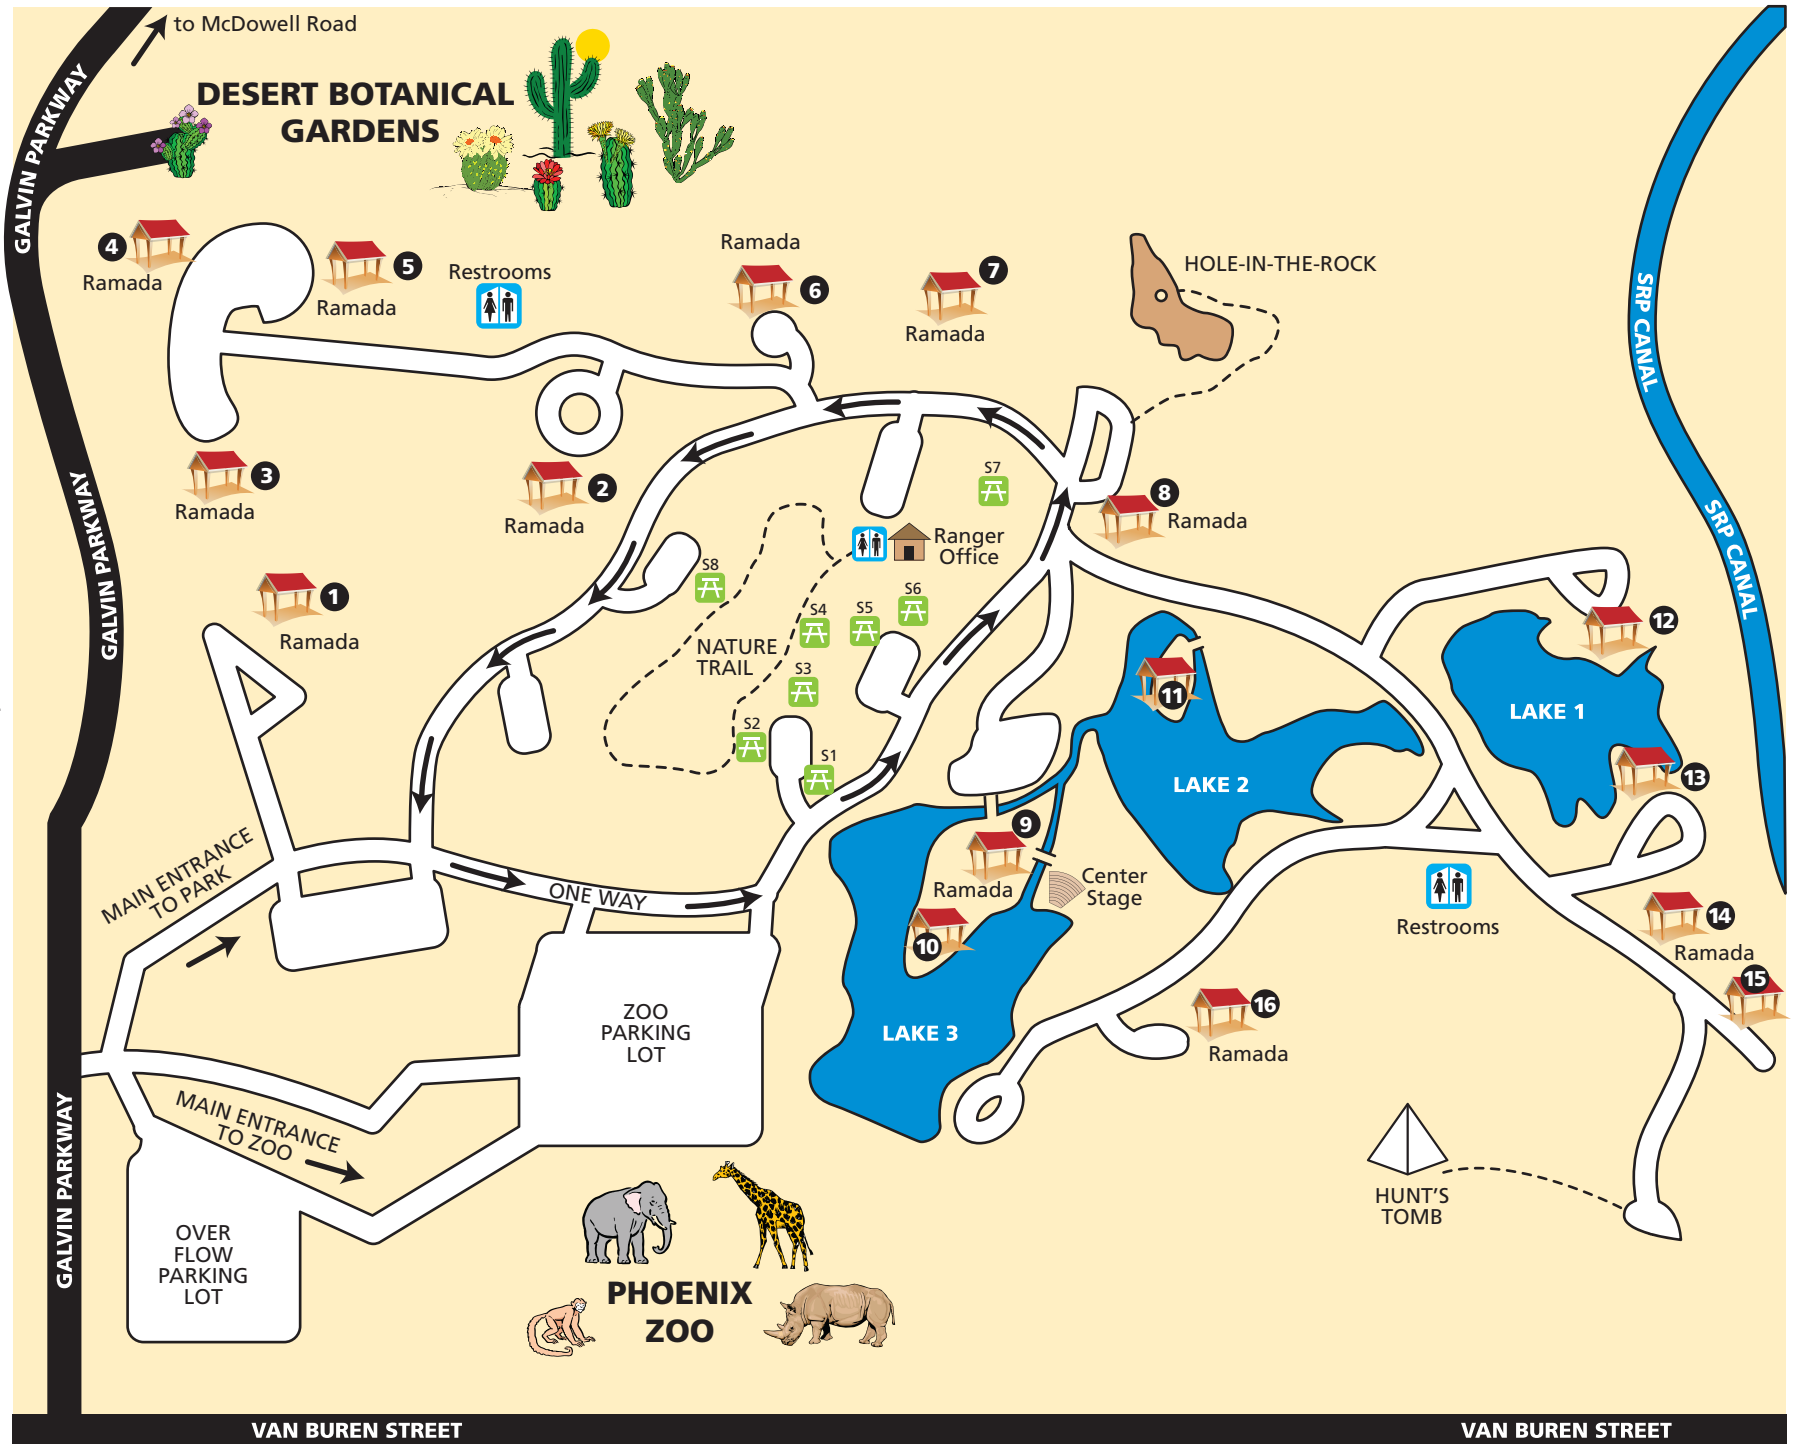 to McDowell Road
GALVIN PARKWAY
DESERT BOTANICAL
GARDENS
4
Ramada
5
Ramada
Restrooms
Ramada
6
7
Ramada
HOLE-IN-THE-ROCK
SRP CANAL
SRP CANAL
GALVIN PARKWAY
3
Ramada
2
Ramada
S7
8
Ramada
Ranger
Office
1
Ramada
S8
S4
S5
S6
NATURE
TRAIL
S3
S2
S1
11
12
LAKE 1
13
LAKE 2
9
Ramada
Center
Stage
10
MAIN ENTRANCE
TO PARK
ONE WAY
Restrooms
14
Ramada
15
ZOO
PARKING
LOT
LAKE 3
16
Ramada
MAIN ENTRANCE
TO ZOO
GALVIN PARKWAY
OVER
FLOW
PARKING
LOT
HUNT'S
TOMB
PHOENIX
ZOO
VAN BUREN STREET
VAN BUREN STREET